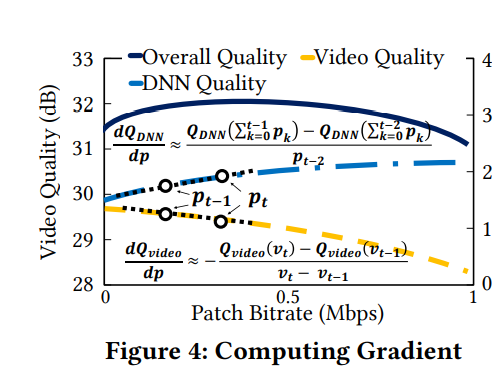 Overall Quality Video Quality
DNN Quality
33
32
31
30
29
28
Video Quality (dB)
4
3
2
1
0
dQ_DNN/dp ≈ (Q_DNN(∑_{k=0}^{t−1} p_k) − Q_DNN(∑_{k=0}^{t−2} p_k))/p_{t−2}
p_{t−1} p_t
dQ_video/dp ≈ − (Q_video(v_t) − Q_video(v_{t−1}))/(v_t − v_{t−1})
0 0.5 1
Patch Bitrate (Mbps)
Figure 4: Computing Gradient